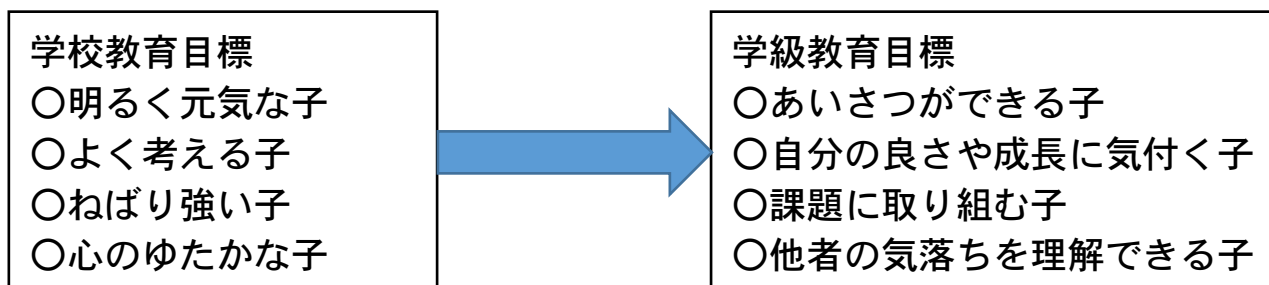 学校教育目標
〇明るく元気な子
〇よく考える子
〇ねばり強い子
〇心のゆたかな子
学級教育目標
〇あいさつができる子
〇自分の良さや成長に気付く子
〇課題に取り組む子
〇他者の気落ちを理解できる子